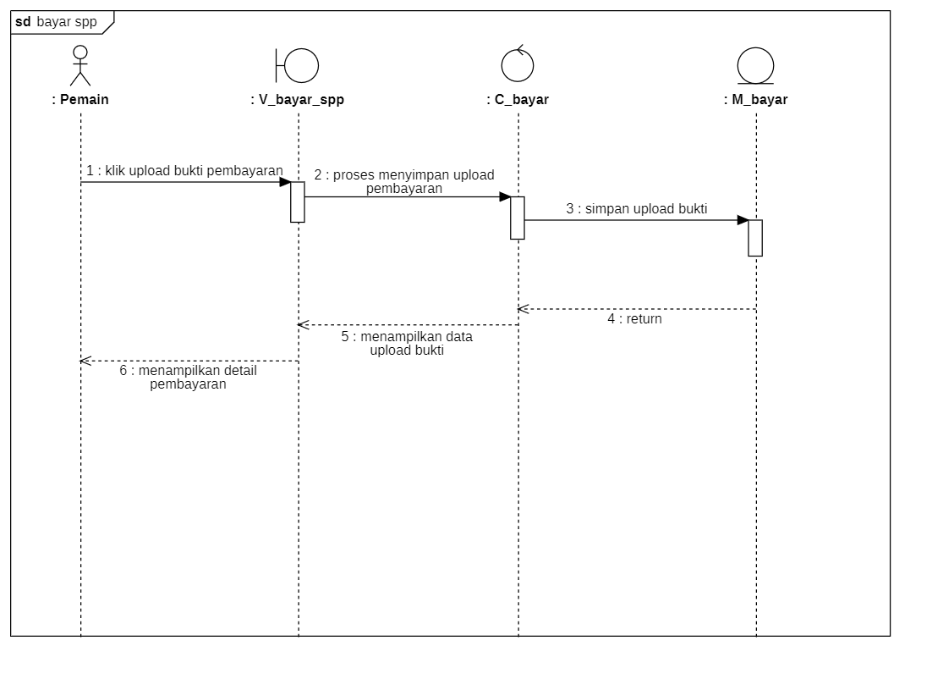 sd bayar spp
: Pemain
: V_bayar_spp
: C_bayar
: M_bayar
1 : klik upload bukti pembayaran
2 : proses menyimpan upload
pembayaran
3 : simpan upload bukti
4 : return
5 : menampilkan data
upload bukti
6 : menampilkan detail
pembayaran